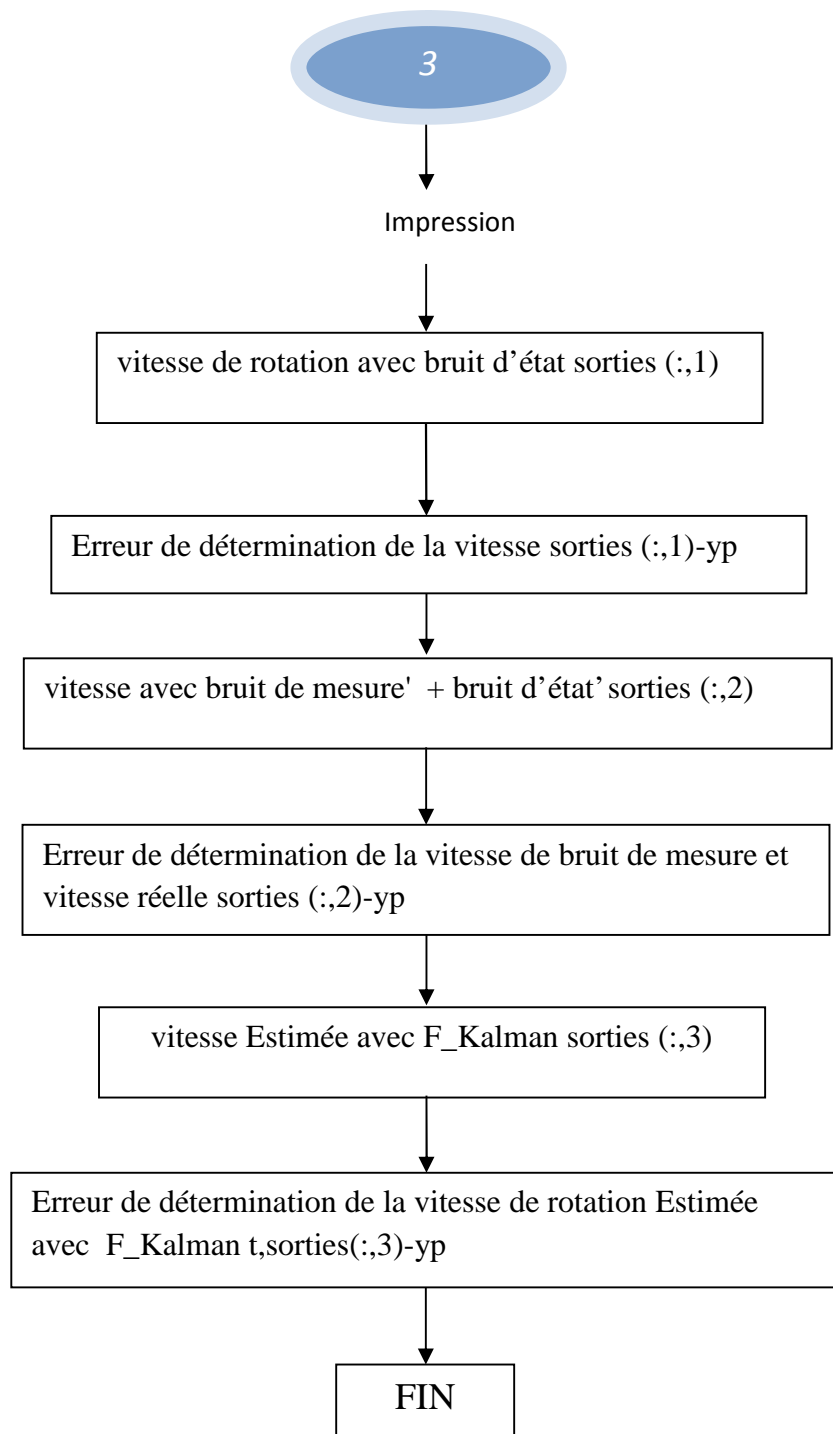 3
Impression
vitesse de rotation avec bruit d’état sorties (:,1)
Erreur de détermination de la vitesse sorties (:,1)-yp
vitesse avec bruit de mesure' + bruit d’état’ sorties (:,2)
Erreur de détermination de la vitesse de bruit de mesure et
vitesse réelle sorties (:,2)-yp
vitesse Estimée avec F_Kalman sorties (:,3)
Erreur de détermination de la vitesse de rotation Estimée
avec F_Kalman t,sorties(:,3)-yp
FIN